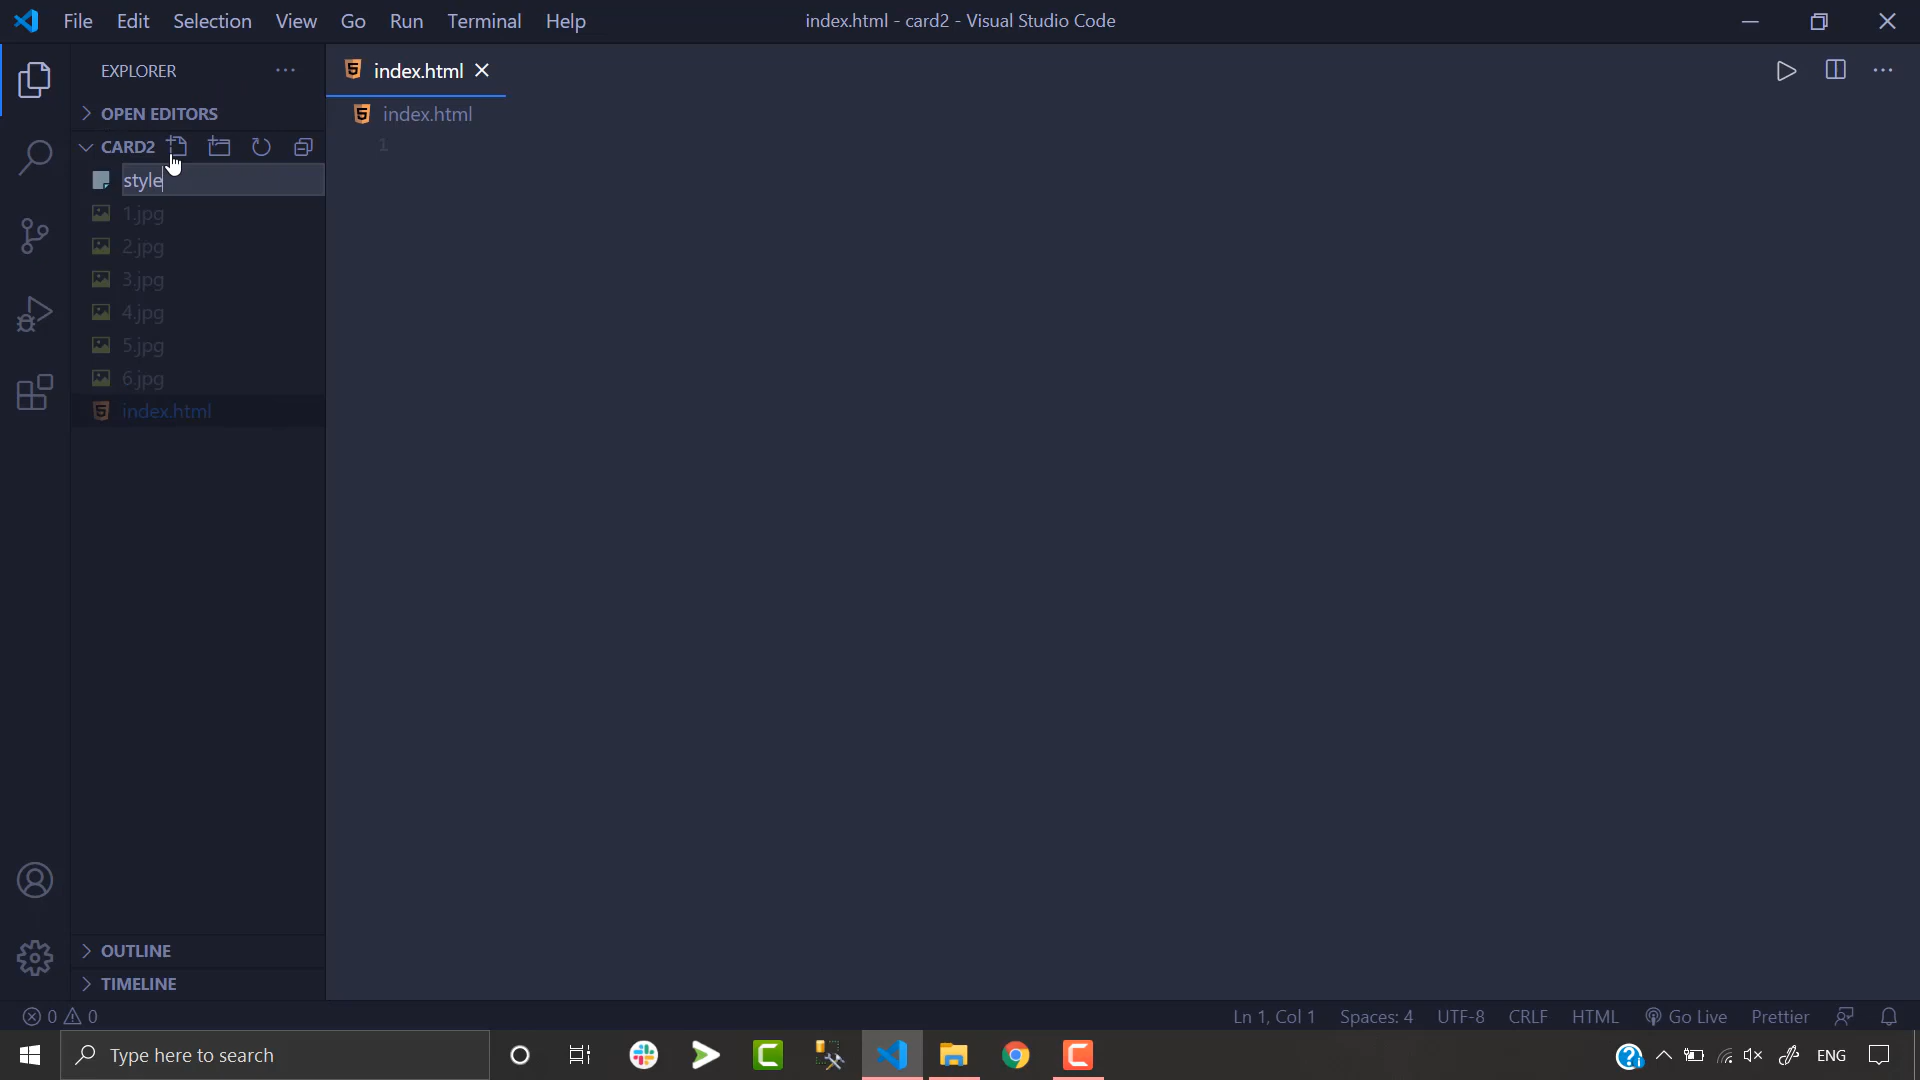 File Edit Selection View Go Run Terminal Help index.html - card2 - Visual Studio Code
EXPLORER
index.html
OPEN EDITORS
index.html
CARD2
1
style
1.jpg
2.jpg
3.jpg
4.jpg
5.jpg
6.jpg
index.html
OUTLINE
TIMELINE
0 0 Ln 1, Col 1 Spaces: 4 UTF-8 CRLF HTML Go Live Prettier
Type here to search ENG